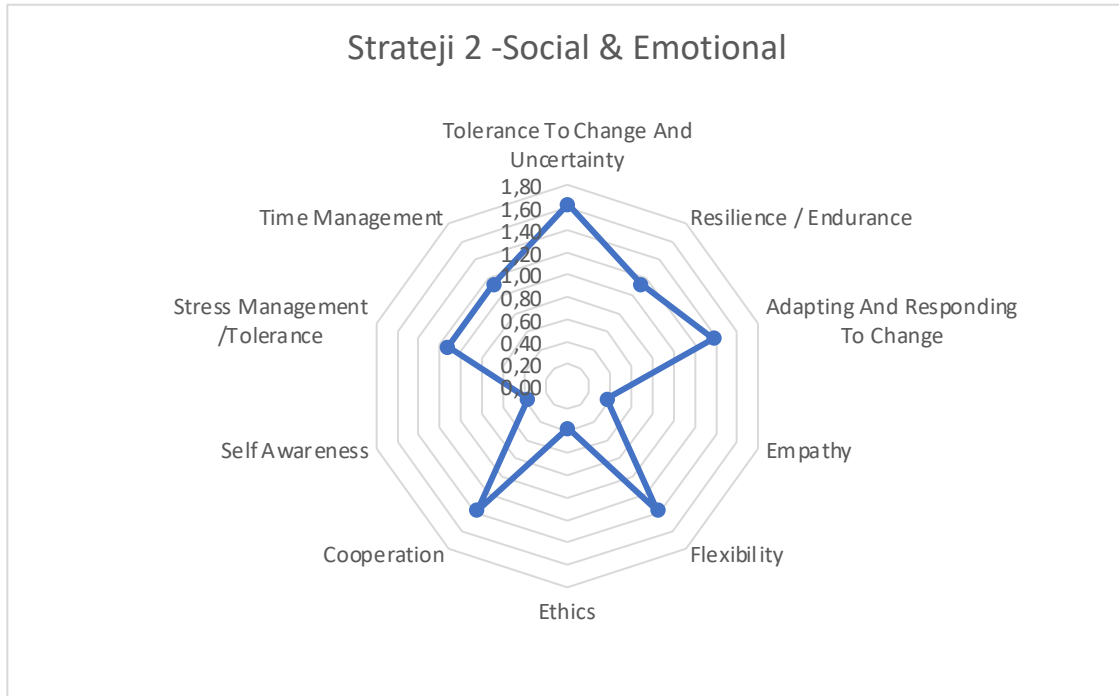 Strateji 2 -Social & Emotional
Tolerance To Change And
Uncertainty
1,80
1,60
1,40
1,20
1,00
0,80
0,60
0,40
0,20
0,00
Resilience / Endurance
Adapting And Responding
To Change
Empathy
Flexibility
Ethics
Cooperation
Self Awareness
Stress Management
/Tolerance
Time Management